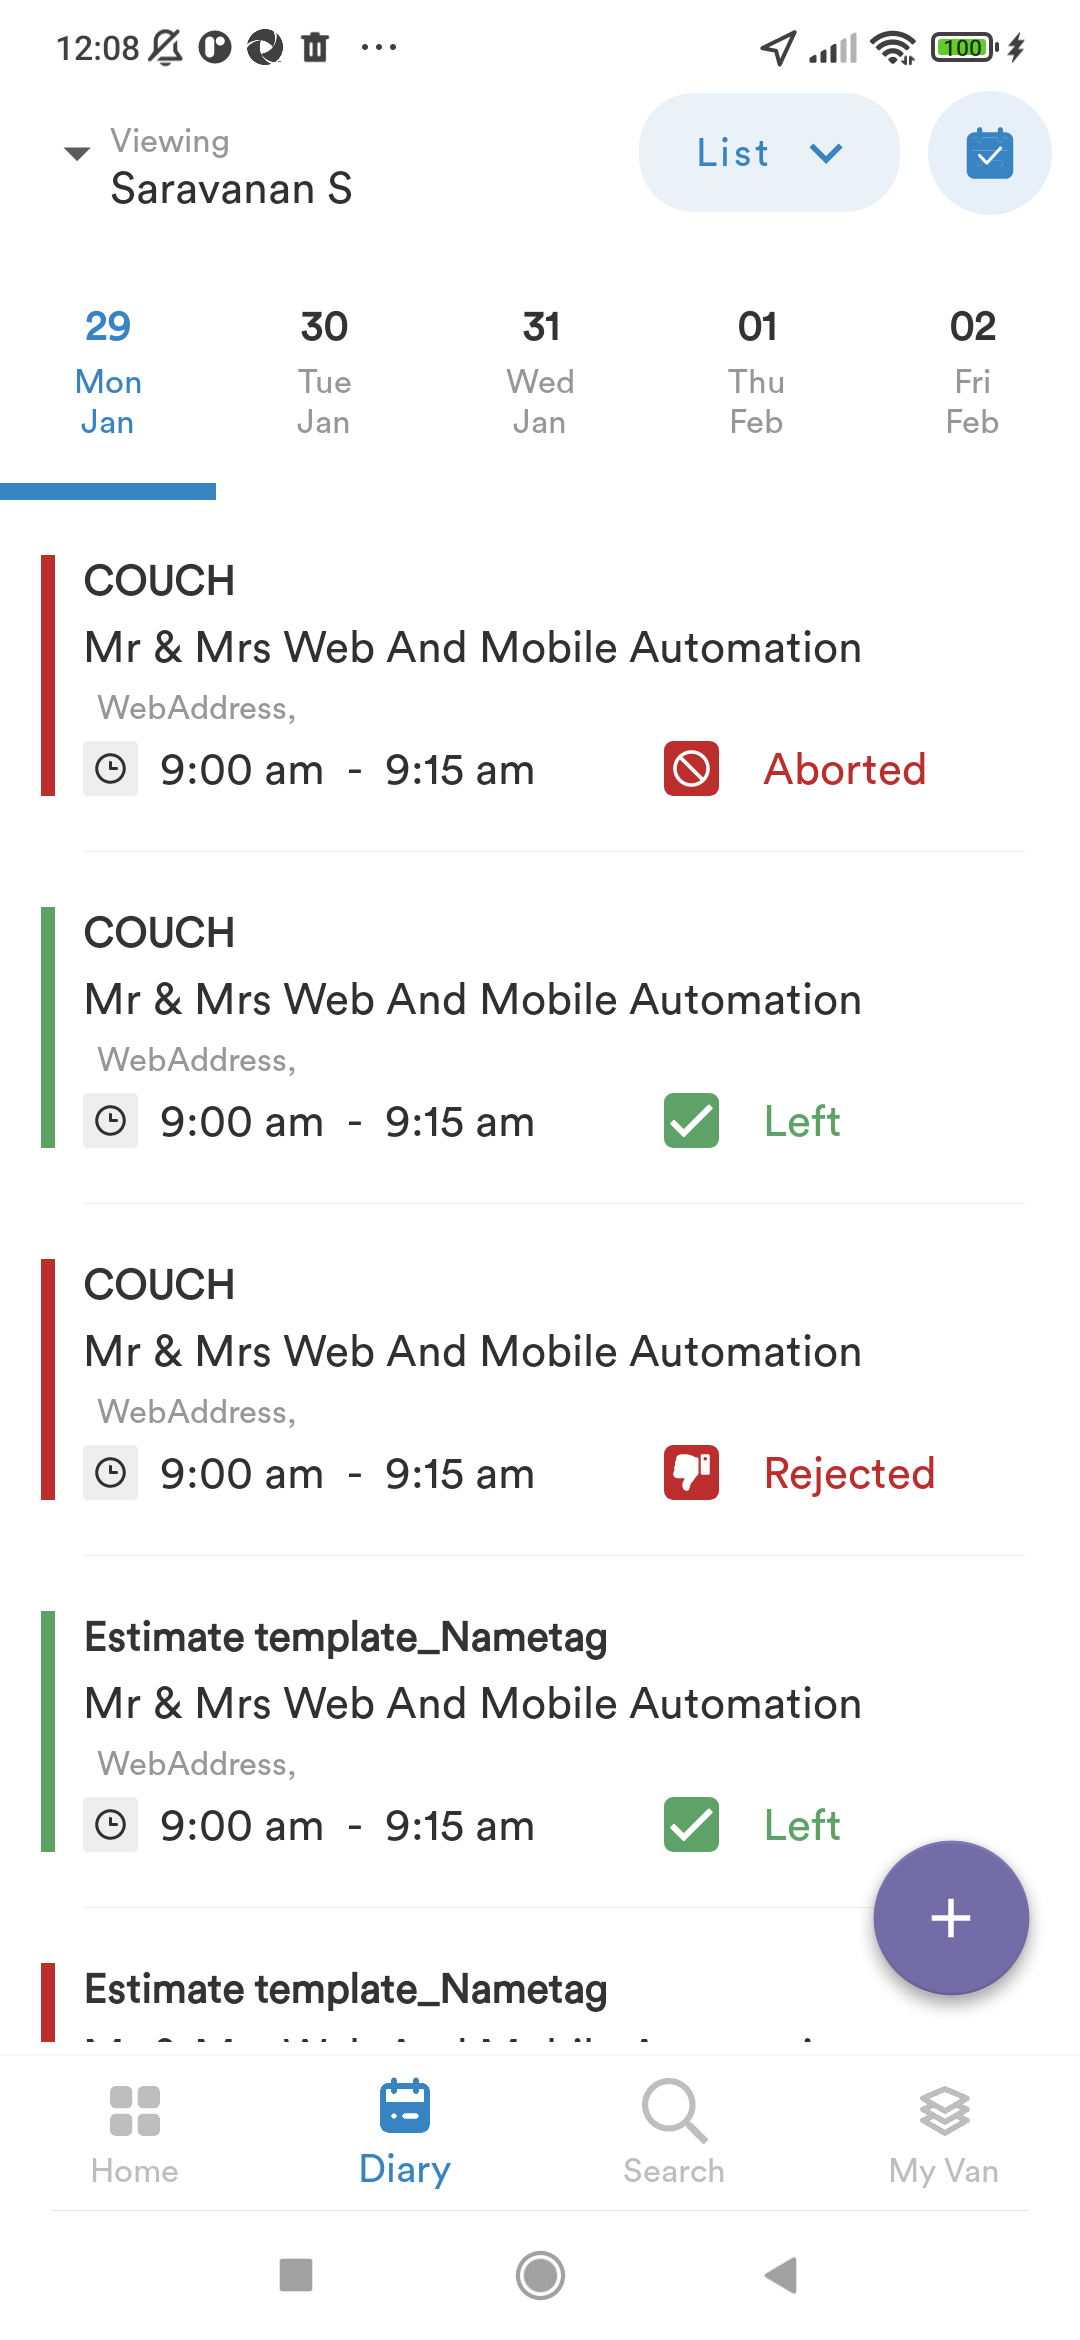 12:08
100
Viewing
Saravanan S
List
29 30 31 01 02
Mon Tue Wed Thu Fri
Jan Jan Jan Feb Feb
COUCH
Mr & Mrs Web And Mobile Automation
WebAddress,
9:00 am - 9:15 am Aborted
COUCH
Mr & Mrs Web And Mobile Automation
WebAddress,
9:00 am - 9:15 am Left
COUCH
Mr & Mrs Web And Mobile Automation
WebAddress,
9:00 am - 9:15 am Rejected
Estimate template_Nametag
Mr & Mrs Web And Mobile Automation
WebAddress,
9:00 am - 9:15 am Left
Estimate template_Nametag
Home Diary Search My Van